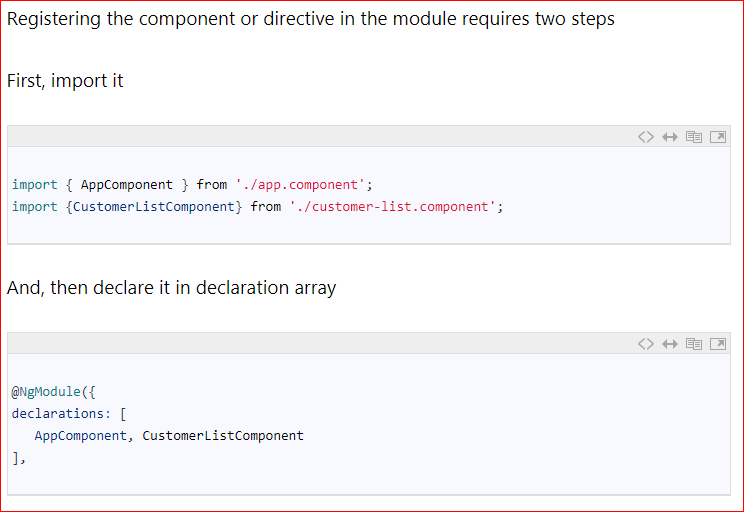 Registering the component or directive in the module requires two steps
First, import it
import { AppComponent } from './app.component';
import {CustomerListComponent} from './customer-list.component';
And, then declare it in declaration array
@NgModule({
declarations: [
   AppComponent, CustomerListComponent
],